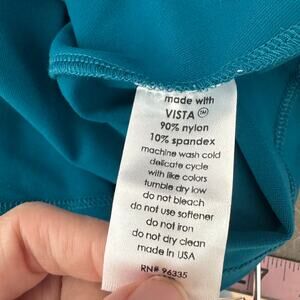 made with
VISTA™
90% nylon
10% spandex
machine wash cold
delicate cycle
with like colors
tumble dry low
do not bleach
do not use softener
do not iron
do not dry clean
made in USA
RN# 96335